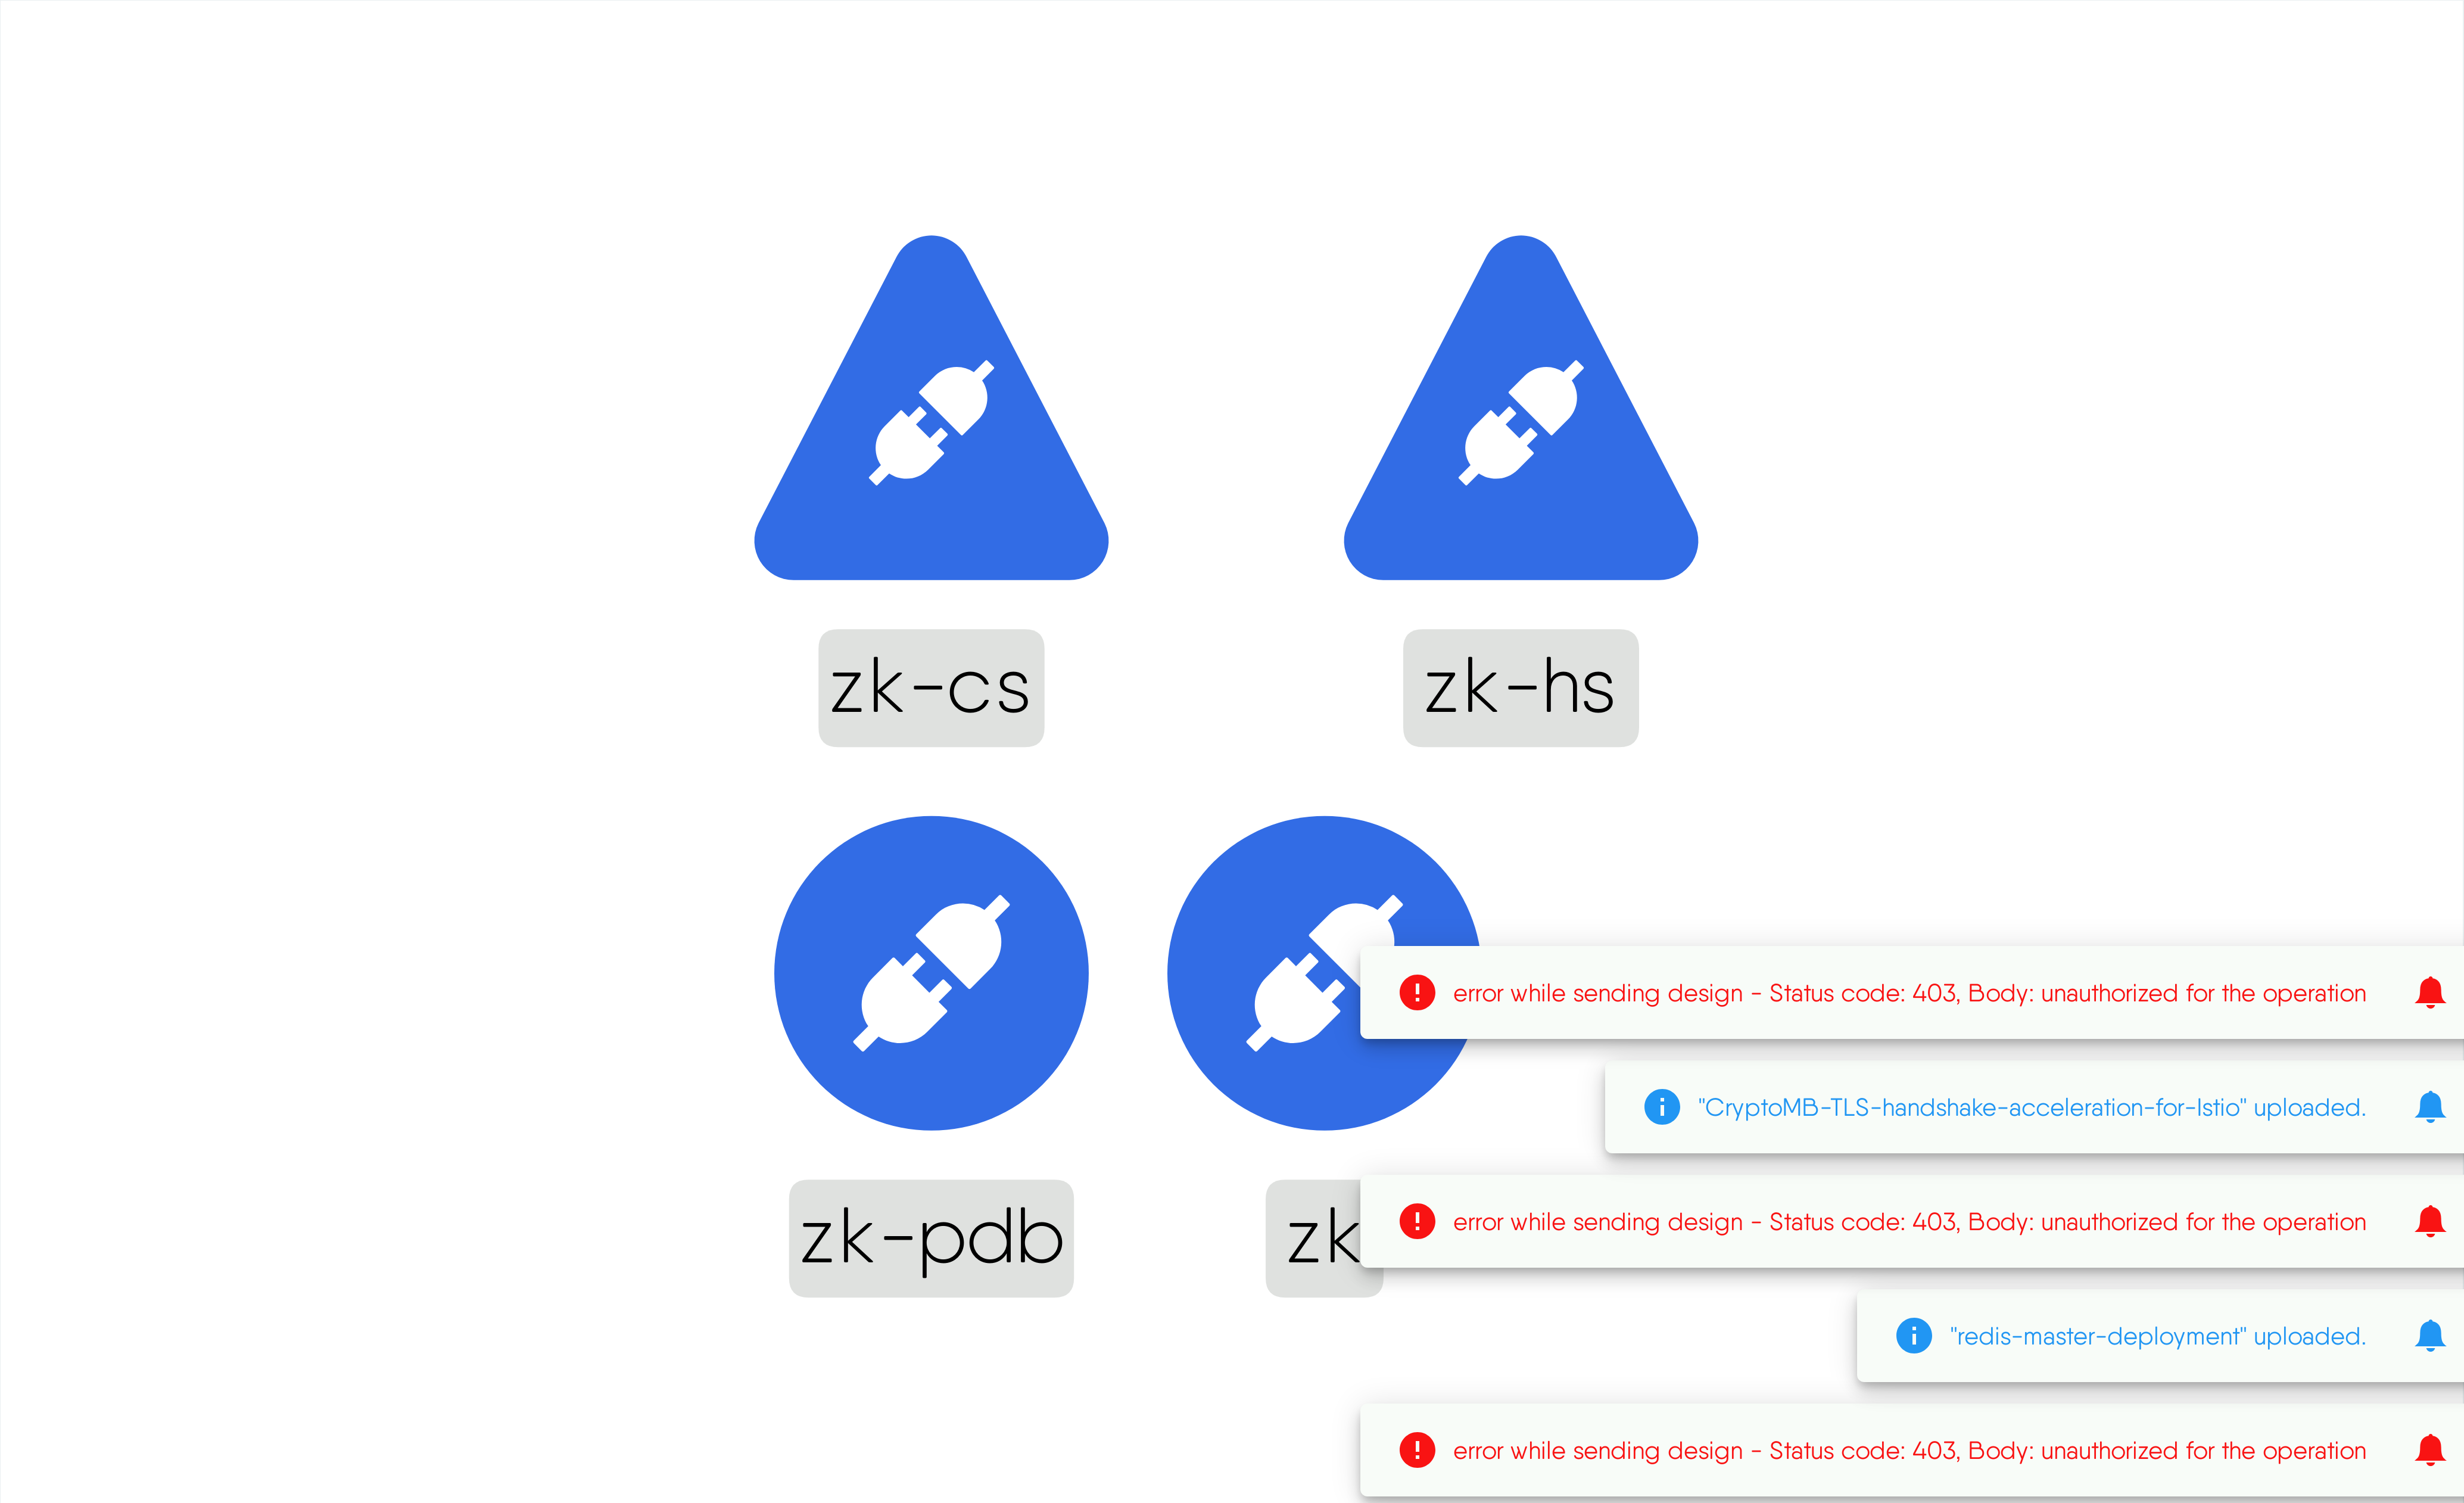 zk-cs
zk-hs
zk-pdb
zk
error while sending design - Status code: 403, Body: unauthorized for the operation
"CryptoMB-TLS-handshake-acceleration-for-Istio" uploaded.
error while sending design - Status code: 403, Body: unauthorized for the operation
"redis-master-deployment" uploaded.
error while sending design - Status code: 403, Body: unauthorized for the operation